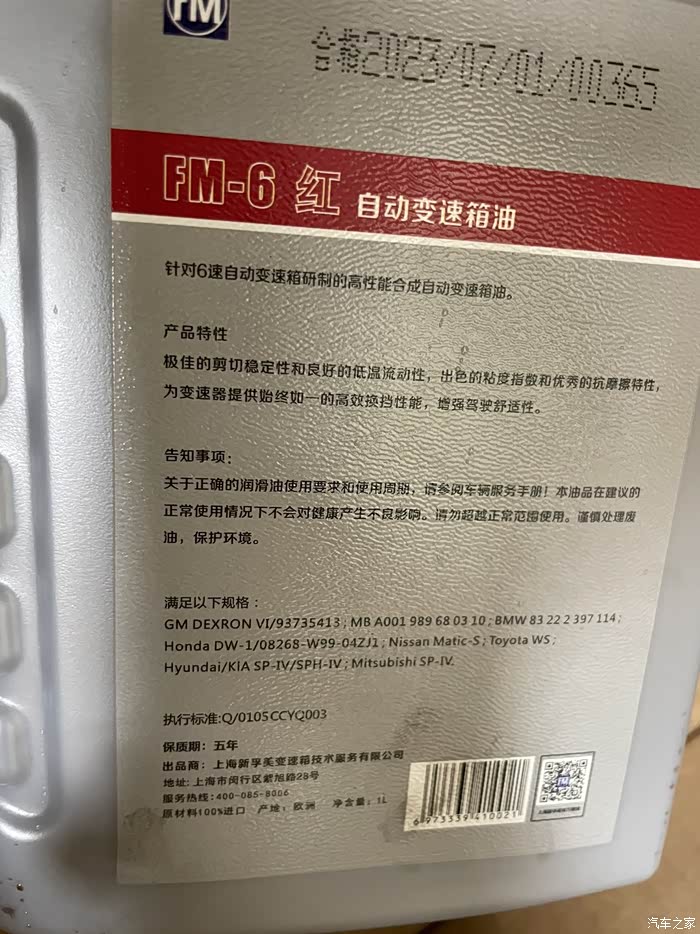 FM
合格2023/07/01/00365
FM-6 红 自动变速箱油
针对6速自动变速箱研制的高性能合成自动变速箱油。
产品特性
极佳的剪切稳定性和良好的低温流动性，出色的粘度指数和优秀的抗摩擦特性，
为变速器提供始终如一的高效换挡性能，增强驾驶舒适性。
告知事项：
关于正确的润滑油使用要求和使用周期，请参阅车辆服务手册！本油品在建议的
正常使用情况下不会对健康产生不良影响。请勿超越正常范围使用。谨慎处理废
油，保护环境。
满足以下规格：
GM DEXRON VI/93735413；MB A001 989 68 03 10；BMW 83 22 2 397 114；
Honda DW-1/08268-W99-04ZJ1；Nissan Matic-S；Toyota WS；
Hyundai/KIA SP-IV/SPH-IV；Mitsubishi SP-IV.
执行标准:Q/0105CCYQ003
保质期：五年
出品商：上海新孚美变速箱技术服务有限公司
地址：上海市闵行区紫旭路28号
服务热线：400-085-8006
原材料100%进口 产地：欧洲 净含量：1L
6 973339 410021
汽车之家